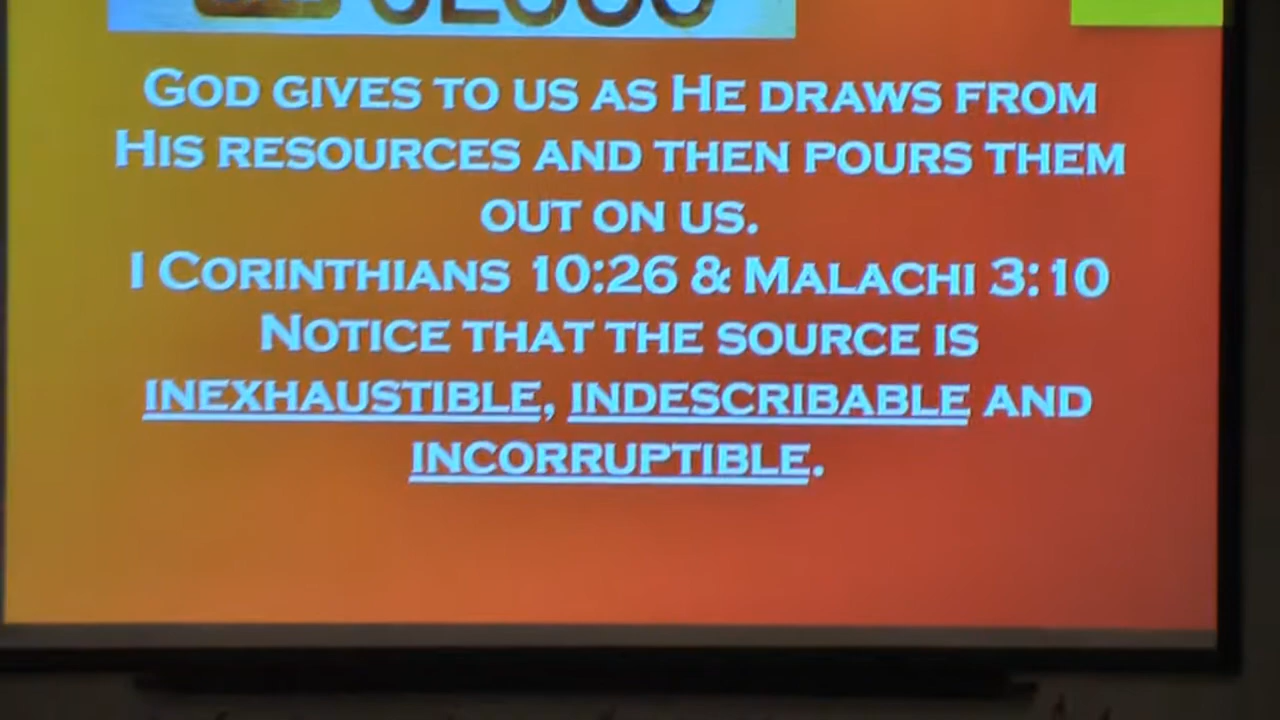 GOD GIVES TO US AS HE DRAWS FROM
HIS RESOURCES AND THEN POURS THEM
OUT ON US.
I CORINTHIANS 10:26 & MALACHI 3:10
NOTICE THAT THE SOURCE IS
INEXHAUSTIBLE, INDESCRIBABLE AND
INCORRUPTIBLE.